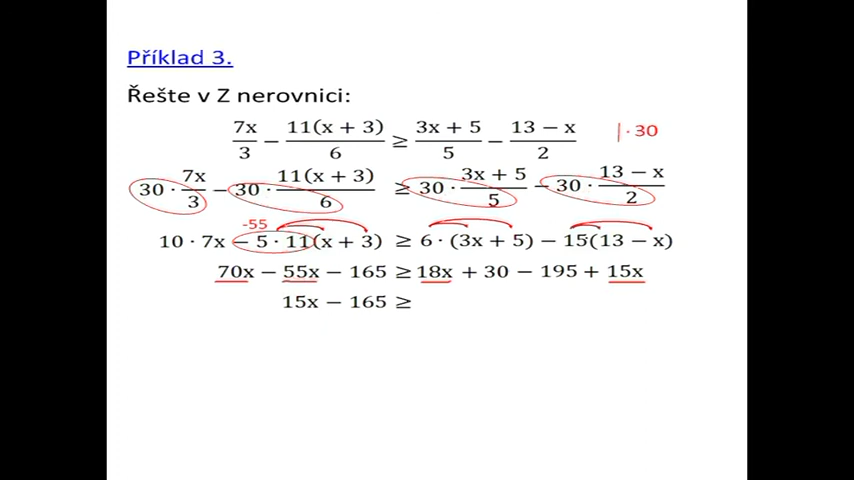 Příklad 3.
Řešte v Z nerovnici:
7x/3 − 11(x + 3)/6 ≥ 3x + 5/5 − 13 − x/2 | · 30
30 · 7x/3 − 30 · 11(x + 3)/6 ≥ 30 · 3x + 5/5 − 30 · 13 − x/2
-55
10 · 7x − 5 · 11(x + 3) ≥ 6 · (3x + 5) − 15(13 − x)
70x − 55x − 165 ≥ 18x + 30 − 195 + 15x
15x − 165 ≥